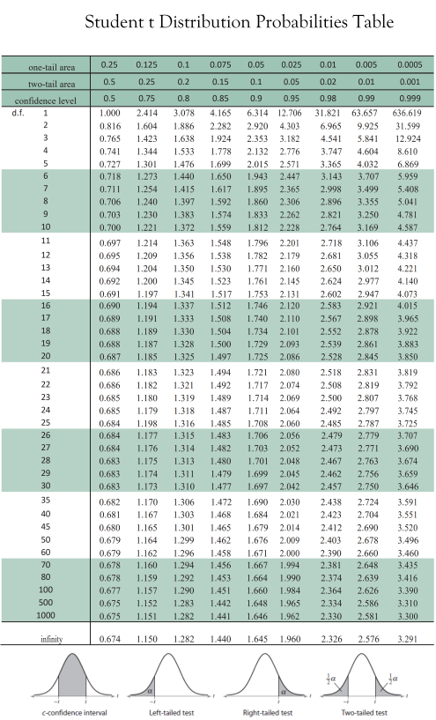 Student t Distribution Probabilities Table
one-tail area 0.25 0.125 0.1 0.075 0.05 0.025 0.01 0.005 0.0005
two-tail area 0.5 0.25 0.2 0.15 0.1 0.05 0.02 0.01 0.001
confidence level 0.5 0.75 0.8 0.85 0.9 0.95 0.98 0.99 0.999
d.f. 1 1.000 2.414 3.078 4.165 6.314 12.706 31.821 63.657 636.619
2 0.816 1.604 1.886 2.282 2.920 4.303 6.965 9.925 31.599
3 0.765 1.423 1.638 1.924 2.353 3.182 4.541 5.841 12.924
4 0.741 1.344 1.533 1.778 2.132 2.776 3.747 4.604 8.610
5 0.727 1.301 1.476 1.699 2.015 2.571 3.365 4.032 6.869
6 0.718 1.273 1.440 1.650 1.943 2.447 3.143 3.707 5.959
7 0.711 1.254 1.415 1.617 1.895 2.365 2.998 3.499 5.408
8 0.706 1.240 1.397 1.592 1.860 2.306 2.896 3.355 5.041
9 0.703 1.230 1.383 1.574 1.833 2.262 2.821 3.250 4.781
10 0.700 1.221 1.372 1.559 1.812 2.228 2.764 3.169 4.587
11 0.697 1.214 1.363 1.548 1.796 2.201 2.718 3.106 4.437
12 0.695 1.209 1.356 1.538 1.782 2.179 2.681 3.055 4.318
13 0.694 1.204 1.350 1.530 1.771 2.160 2.650 3.012 4.221
14 0.692 1.200 1.345 1.523 1.761 2.145 2.624 2.977 4.140
15 0.691 1.197 1.341 1.517 1.753 2.131 2.602 2.947 4.073
16 0.690 1.194 1.337 1.512 1.746 2.120 2.583 2.921 4.015
17 0.689 1.191 1.333 1.508 1.740 2.110 2.567 2.898 3.965
18 0.688 1.189 1.330 1.504 1.734 2.101 2.552 2.878 3.922
19 0.688 1.187 1.328 1.500 1.729 2.093 2.539 2.861 3.883
20 0.687 1.185 1.325 1.497 1.725 2.086 2.528 2.845 3.850
21 0.686 1.183 1.323 1.494 1.721 2.080 2.518 2.831 3.819
22 0.686 1.182 1.321 1.492 1.717 2.074 2.508 2.819 3.792
23 0.685 1.180 1.319 1.489 1.714 2.069 2.500 2.807 3.768
24 0.685 1.179 1.318 1.487 1.711 2.064 2.492 2.797 3.745
25 0.684 1.198 1.316 1.485 1.708 2.060 2.485 2.787 3.725
26 0.684 1.177 1.315 1.483 1.706 2.056 2.479 2.779 3.707
27 0.684 1.176 1.314 1.482 1.703 2.052 2.473 2.771 3.690
28 0.683 1.175 1.313 1.480 1.701 2.048 2.467 2.763 3.674
29 0.683 1.174 1.311 1.479 1.699 2.045 2.462 2.756 3.659
30 0.683 1.173 1.310 1.477 1.697 2.042 2.457 2.750 3.646
35 0.682 1.170 1.306 1.472 1.690 2.030 2.438 2.724 3.591
40 0.681 1.167 1.303 1.468 1.684 2.021 2.423 2.704 3.551
45 0.680 1.165 1.301 1.465 1.679 2.014 2.412 2.690 3.520
50 0.679 1.164 1.299 1.462 1.676 2.009 2.403 2.678 3.496
60 0.679 1.162 1.296 1.458 1.671 2.000 2.390 2.660 3.460
70 0.678 1.160 1.294 1.456 1.667 1.994 2.381 2.648 3.435
80 0.678 1.159 1.292 1.453 1.664 1.990 2.374 2.639 3.416
100 0.677 1.157 1.290 1.451 1.660 1.984 2.364 2.626 3.390
500 0.675 1.152 1.283 1.442 1.648 1.965 2.334 2.586 3.310
1000 0.675 1.151 1.282 1.441 1.646 1.962 2.330 2.581 3.300
infinity 0.674 1.150 1.282 1.440 1.645 1.960 2.326 2.576 3.291
-t t t
α t t
α t t
½α ½α -t t t
c-confidence interval Left-tailed test Right-tailed test Two-tailed test